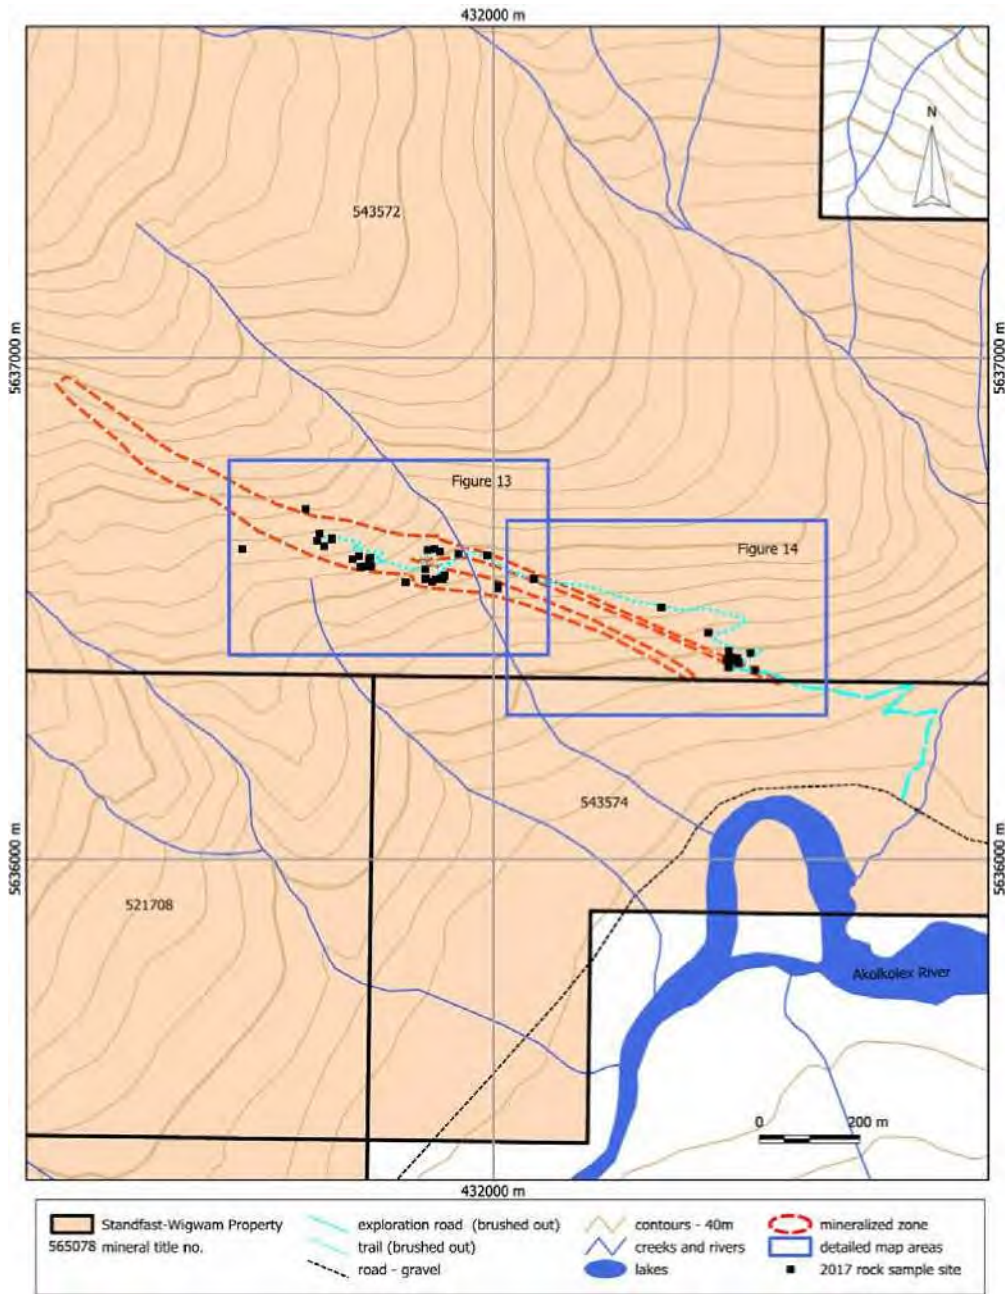 432000 m
N
543572
5637000 m
5637000 m
Figure 13
Figure 14
543574
5636000 m
5636000 m
521708
Akolkolex River
0 200 m
432000 m
Standfast-Wigwam Property
565078 mineral title no.
exploration road (brushed out)
trail (brushed out)
road - gravel
contours - 40m
creeks and rivers
lakes
mineralized zone
detailed map areas
2017 rock sample site